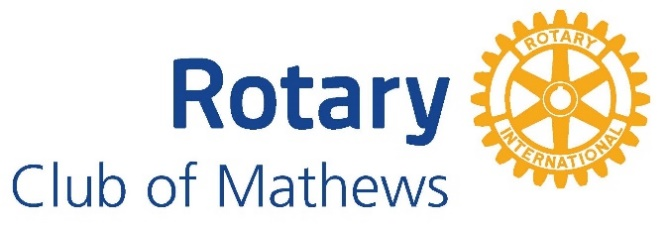 Rotary
Club of Mathews
ROTARY
INTERNATIONAL